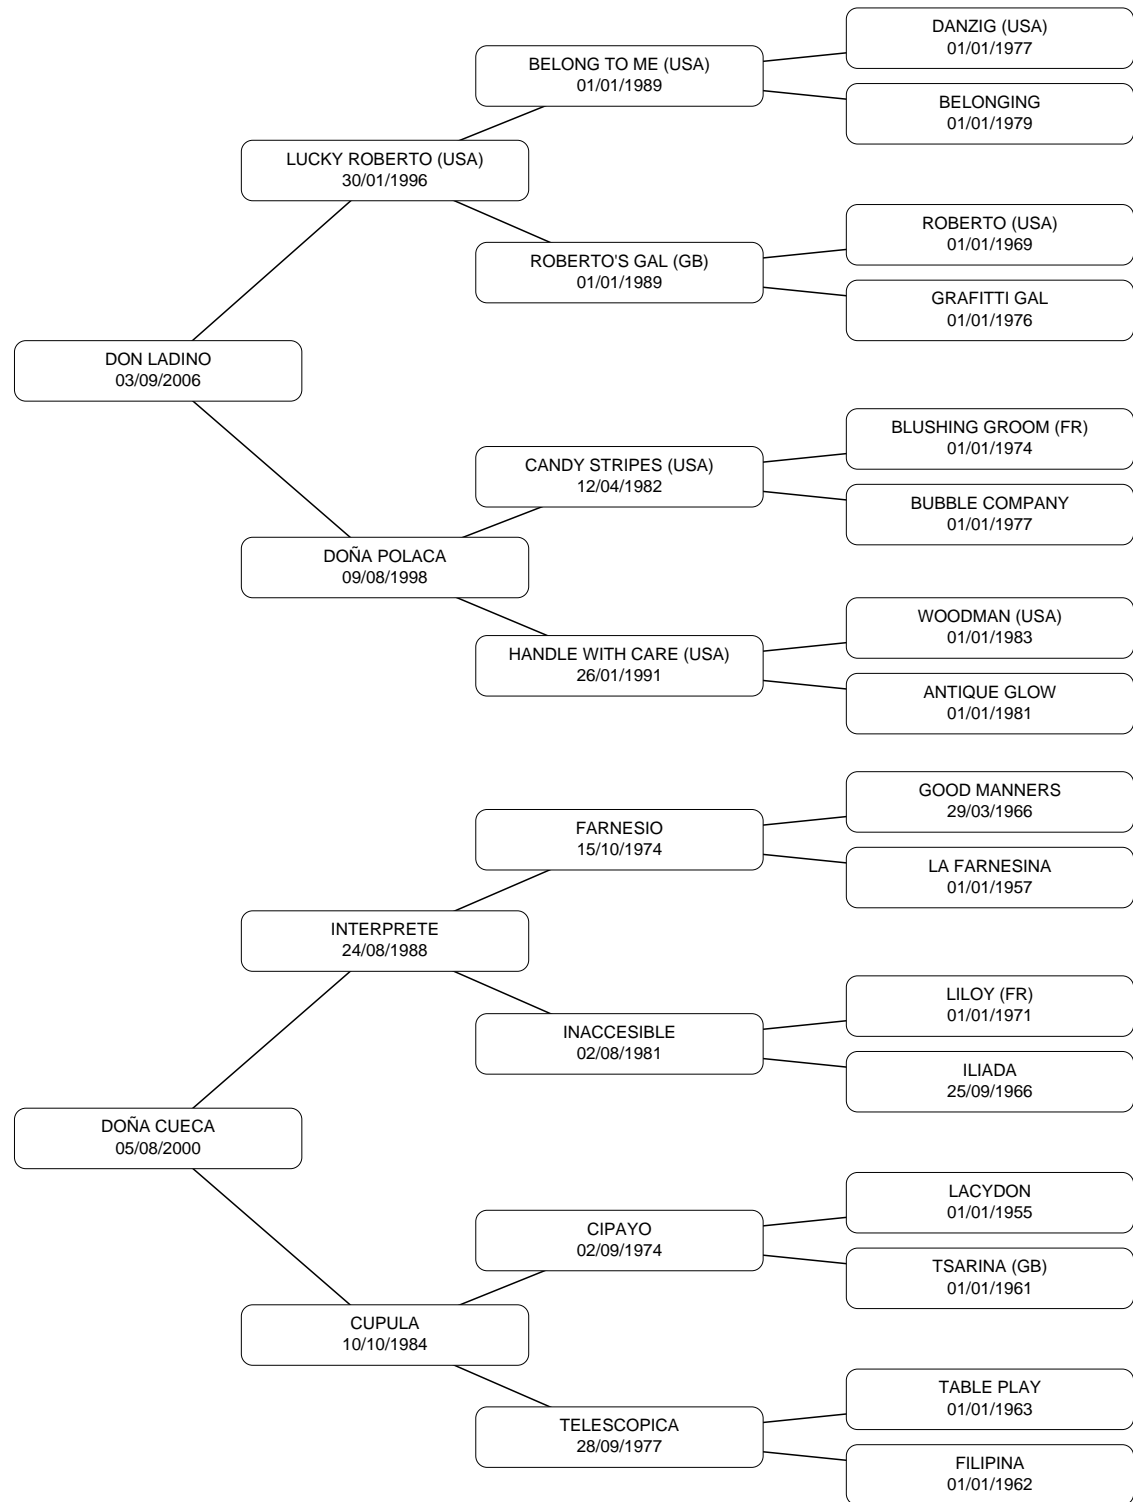 DANZIG (USA)
01/01/1977
BELONG TO ME (USA)
01/01/1989
BELONGING
01/01/1979
LUCKY ROBERTO (USA)
30/01/1996
ROBERTO (USA)
01/01/1969
ROBERTO'S GAL (GB)
01/01/1989
GRAFITTI GAL
01/01/1976
DON LADINO
03/09/2006
BLUSHING GROOM (FR)
01/01/1974
CANDY STRIPES (USA)
12/04/1982
BUBBLE COMPANY
01/01/1977
DOÑA POLACA
09/08/1998
WOODMAN (USA)
01/01/1983
HANDLE WITH CARE (USA)
26/01/1991
ANTIQUE GLOW
01/01/1981
GOOD MANNERS
29/03/1966
FARNESIO
15/10/1974
LA FARNESINA
01/01/1957
INTERPRETE
24/08/1988
LILOY (FR)
01/01/1971
INACCESIBLE
02/08/1981
ILIADA
25/09/1966
DOÑA CUECA
05/08/2000
LACYDON
01/01/1955
CIPAYO
02/09/1974
TSARINA (GB)
01/01/1961
CUPULA
10/10/1984
TABLE PLAY
01/01/1963
TELESCOPICA
28/09/1977
FILIPINA
01/01/1962